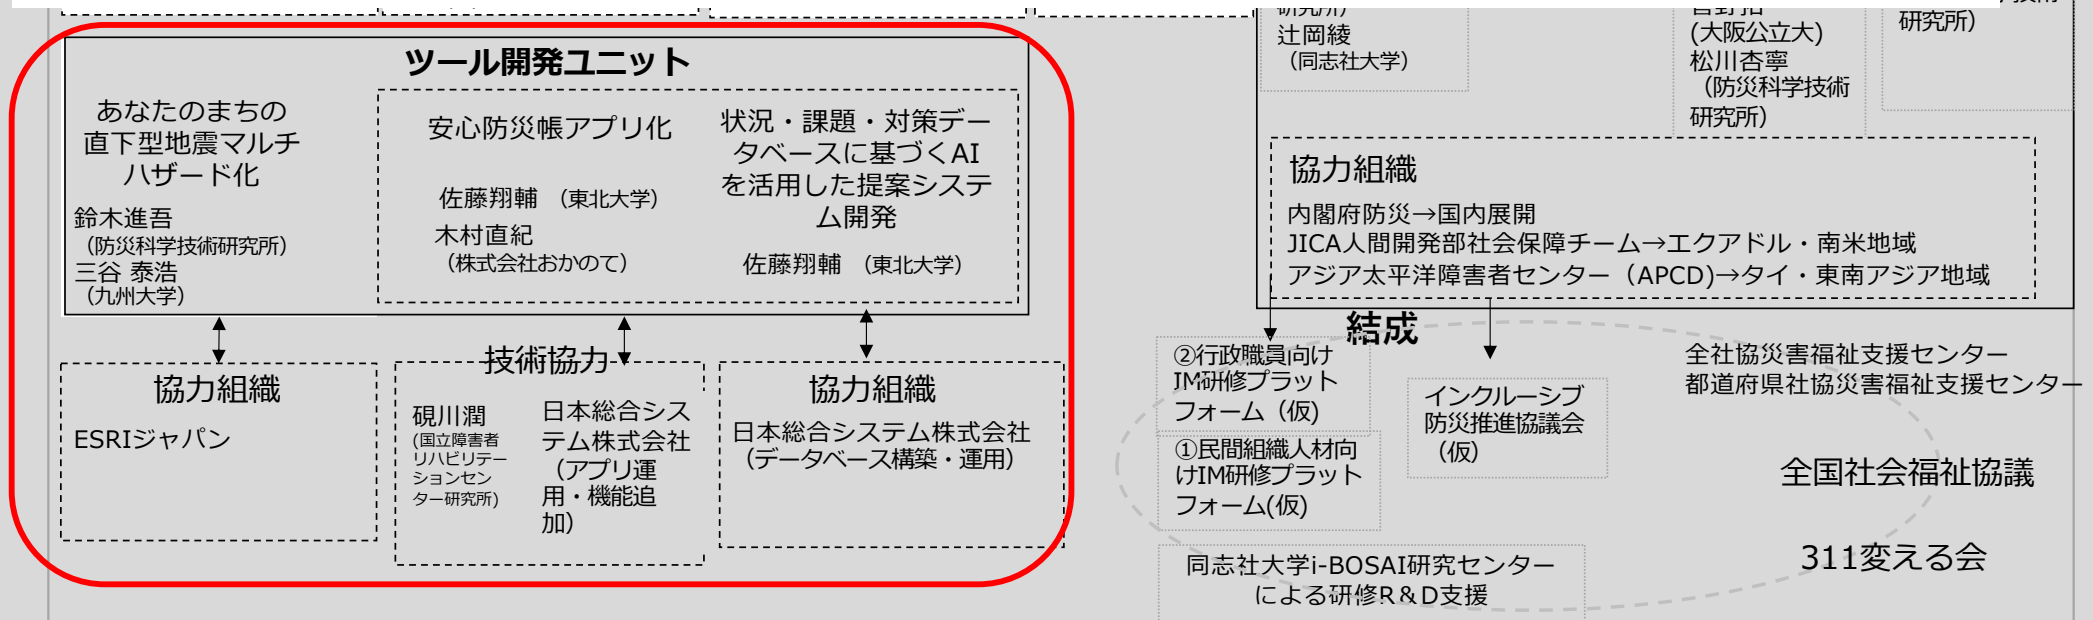 ツール開発ユニット
あなたのまちの
直下型地震マルチ
ハザード化
鈴木進吾
（防災科学技術研究所）
三谷 泰浩
（九州大学）
安心防災帳アプリ化
佐藤翔輔 （東北大学）
木村直紀
（株式会社おかのて）
状況・課題・対策デー
タベースに基づくAI
を活用した提案システ
ム開発
佐藤翔輔 （東北大学）
協力組織
ESRIジャパン
技術協力
硯川潤
(国立障害者
リハビリテー
ションセン
ター研究所)
日本総合シス
テム株式会社
（アプリ運
用・機能追
加）
協力組織
日本総合システム株式会社
（データベース構築・運用）
辻岡綾
（同志社大学）
(大阪公立大)
松川杏寧
（防災科学技術
研究所）
研究所）
協力組織
内閣府防災→国内展開
JICA人間開発部社会保障チーム→エクアドル・南米地域
アジア太平洋障害者センター（APCD)→タイ・東南アジア地域
結成
②行政職員向け
IM研修プラット
フォーム（仮)
①民間組織人材向
けIM研修プラット
フォーム(仮)
インクルーシブ
防災推進協議会
（仮）
全社協災害福祉支援センター
都道府県社協災害福祉支援センター
全国社会福祉協議
311変える会
同志社大学i-BOSAI研究センター
による研修R＆D支援